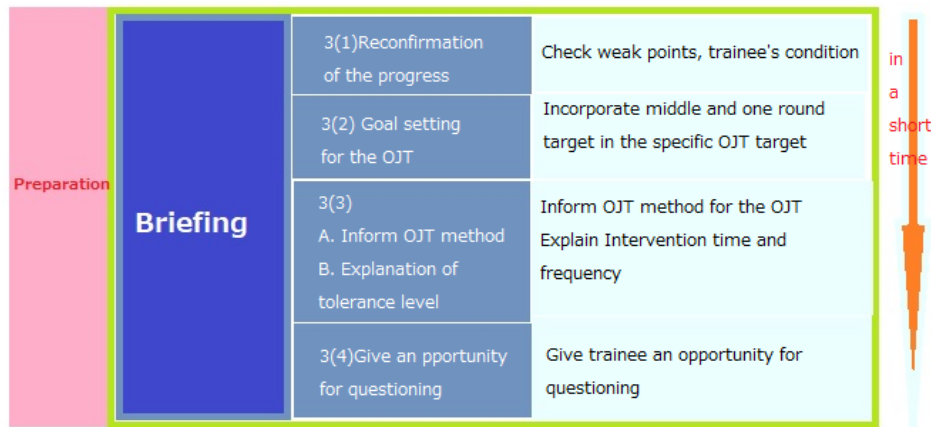 Preparation
Briefing
3(1)Reconfirmation
of the progress
Check weak points, trainee's condition
3(2) Goal setting
for the OJT
Incorporate middle and one round
target in the specific OJT target
3(3)
A. Inform OJT method
B. Explanation of
tolerance level
Inform OJT method for the OJT
Explain Intervention time and
frequency
3(4)Give an pportunity
for questioning
Give trainee an opportunity for
questioning
in
a
short
time